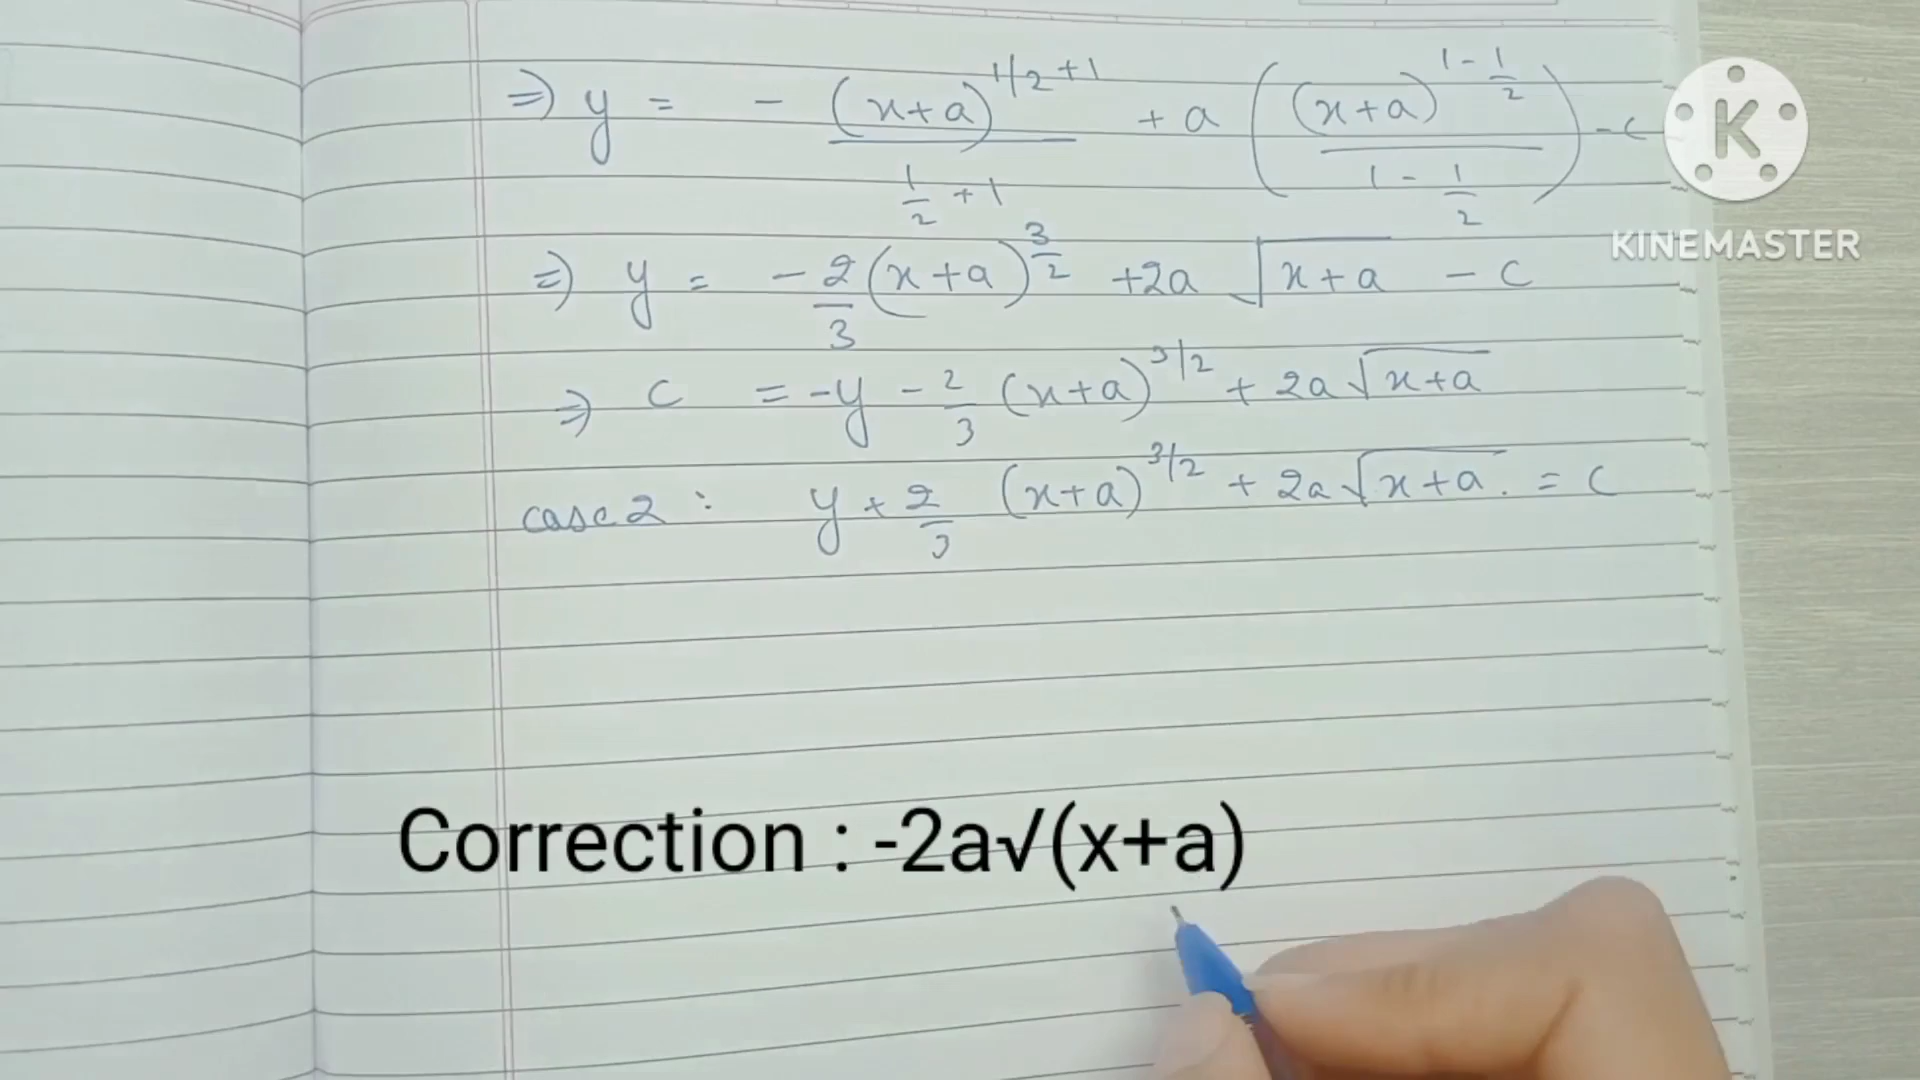 ⇒ y = - (x+a)^{1/2+1} / (1/2 + 1) + a ( (x+a)^{1-1/2} / (1 - 1/2) ) - c
K
KINEMASTER
⇒ y = - 2/3 (x+a)^{3/2} + 2a √(x+a) - c
⇒ c = -y - 2/3 (x+a)^{3/2} + 2a √(x+a)
case 2 : y + 2/3 (x+a)^{3/2} + 2a √(x+a) = c
Correction : -2a√(x+a)